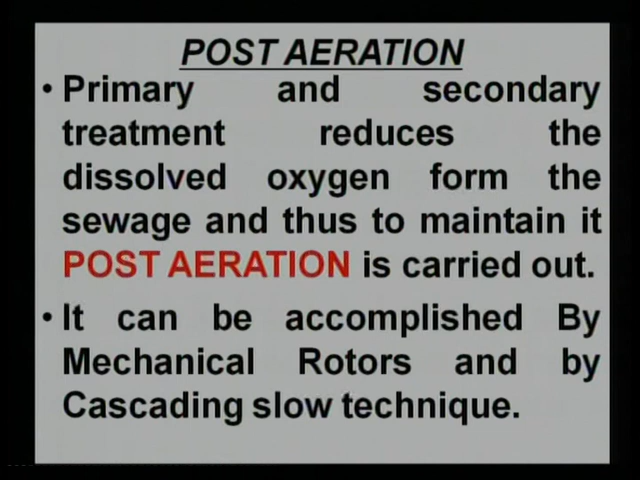 POST AERATION
• Primary and secondary
treatment reduces the
dissolved oxygen form the
sewage and thus to maintain it
POST AERATION is carried out.
• It can be accomplished By
Mechanical Rotors and by
Cascading slow technique.